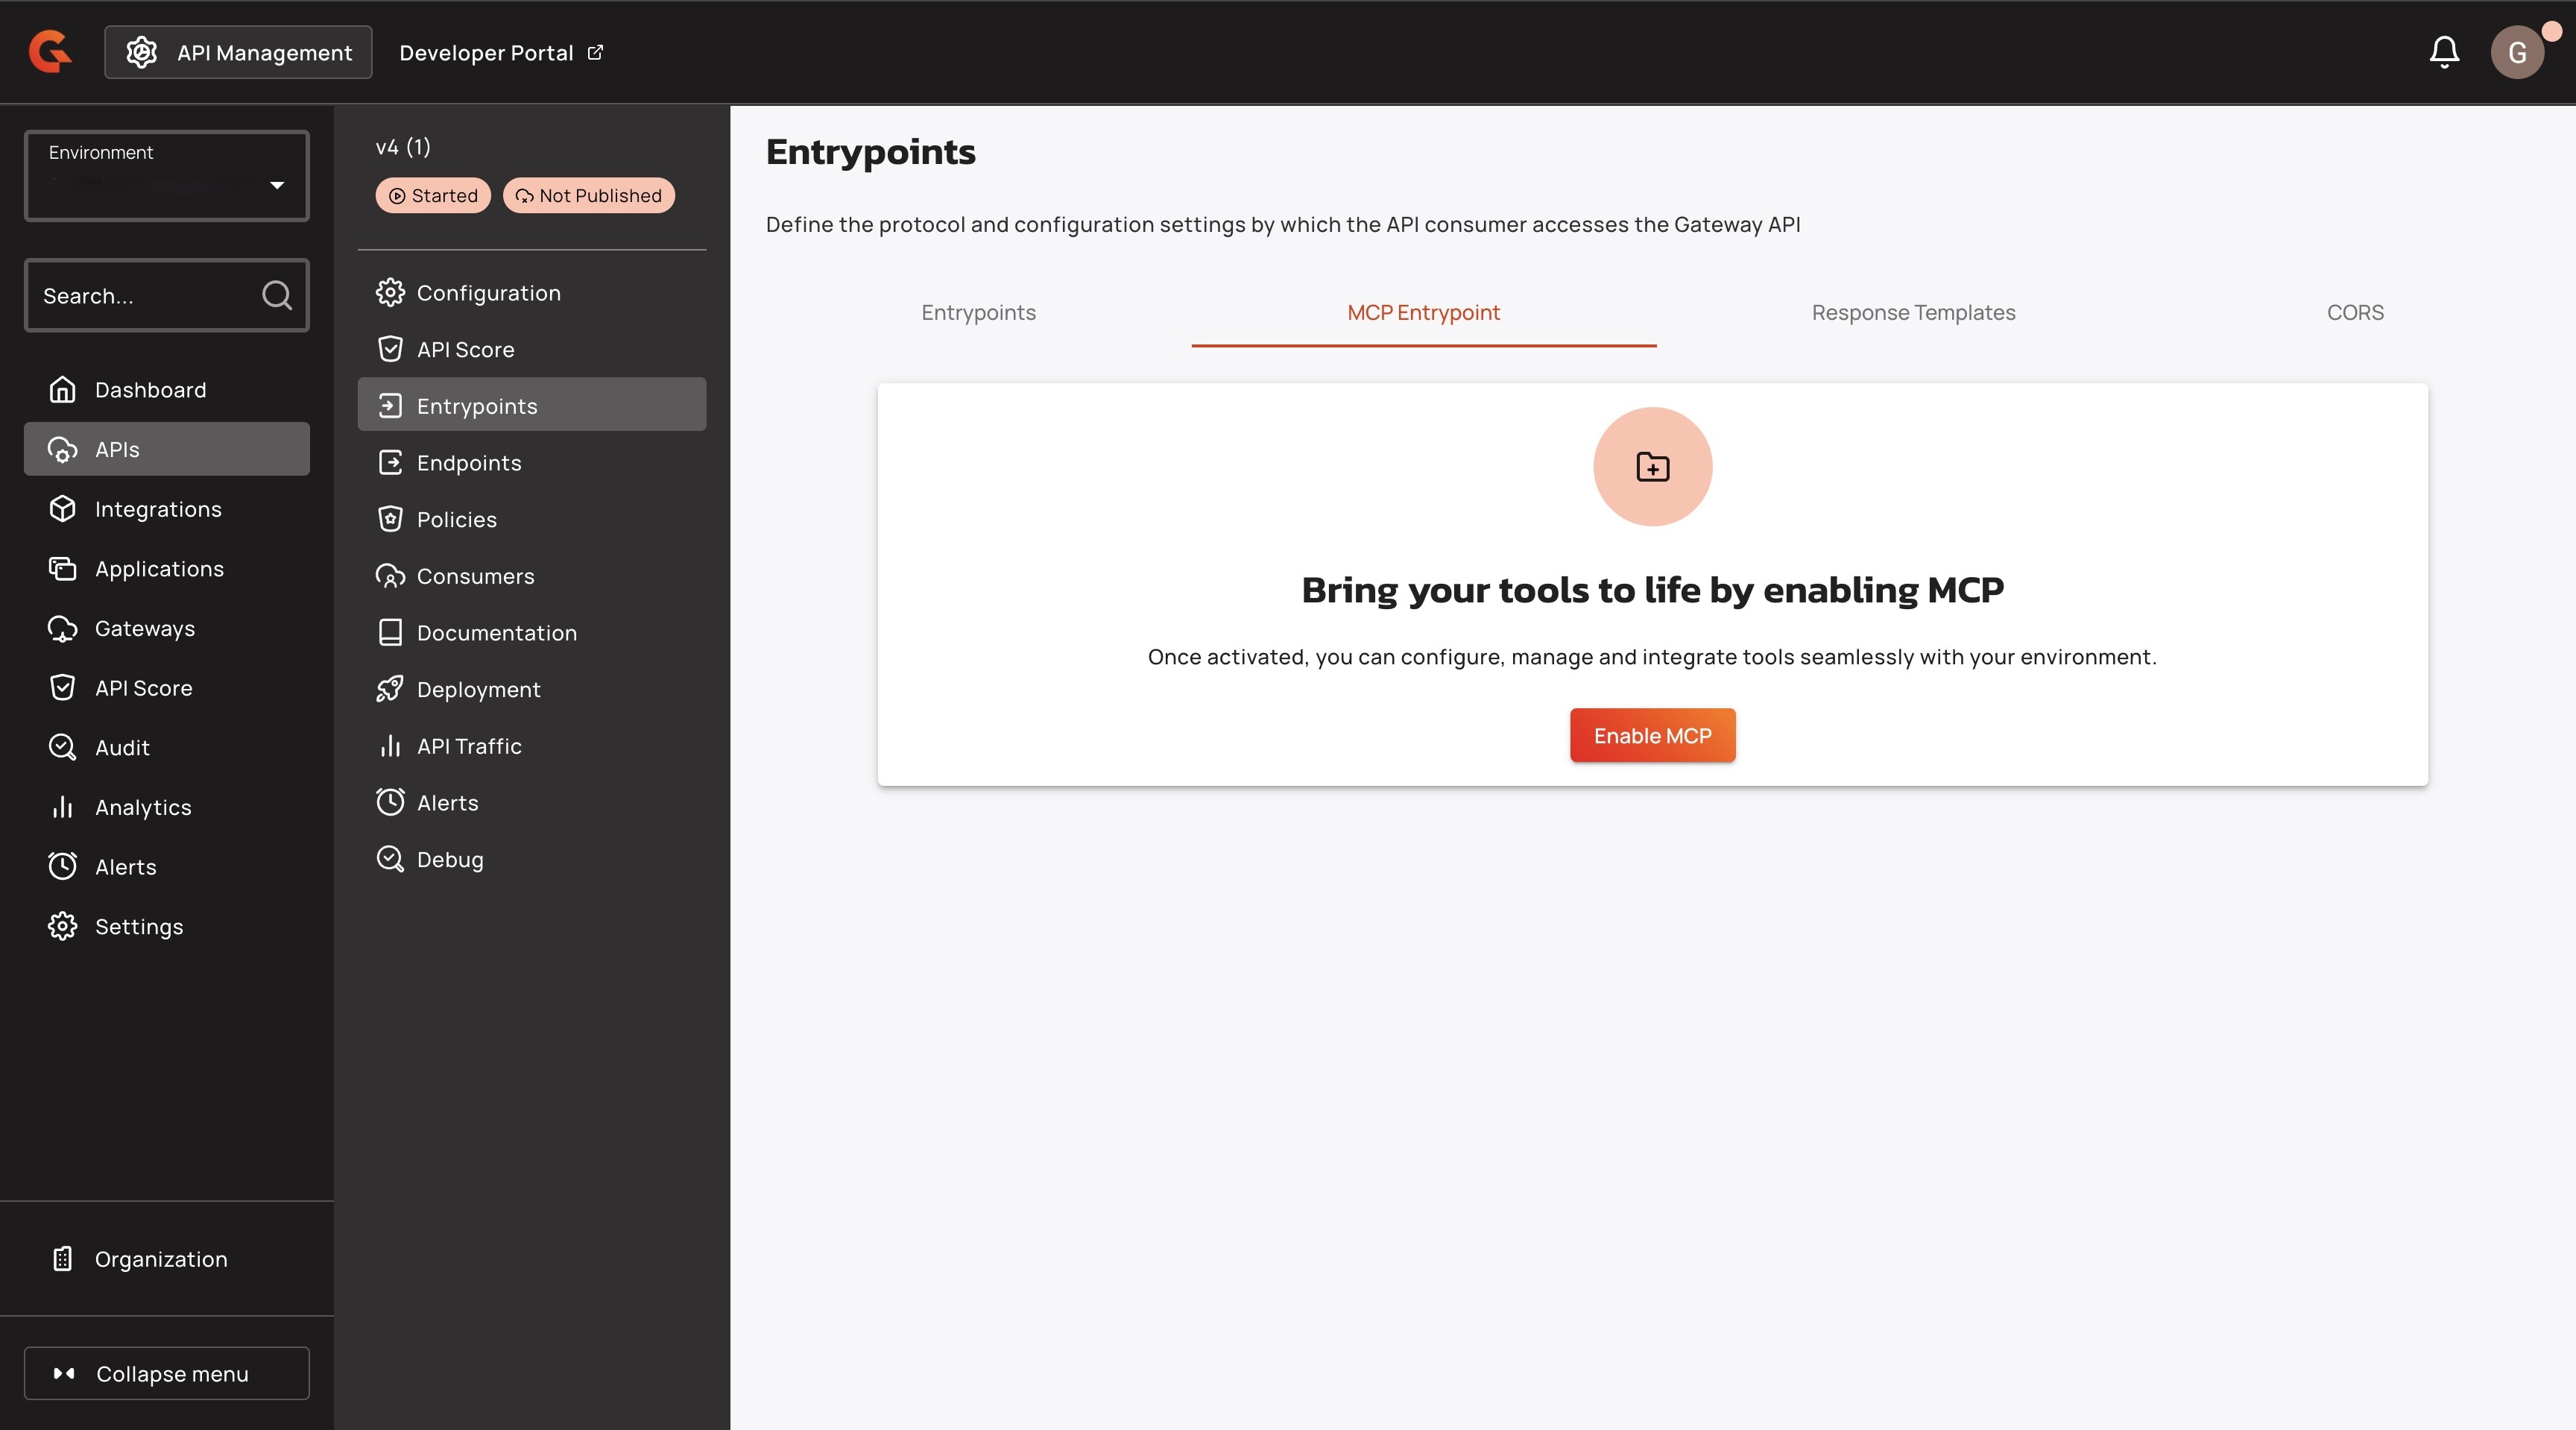 API Management
Developer Portal
G
Environment
Search...
Dashboard
APIs
Integrations
Applications
Gateways
API Score
Audit
Analytics
Alerts
Settings
Organization
Collapse menu
v4 (1)
Started
Not Published
Configuration
API Score
Entrypoints
Endpoints
Policies
Consumers
Documentation
Deployment
API Traffic
Alerts
Debug
Entrypoints
Define the protocol and configuration settings by which the API consumer accesses the Gateway API
Entrypoints
MCP Entrypoint
Response Templates
CORS
Bring your tools to life by enabling MCP
Once activated, you can configure, manage and integrate tools seamlessly with your environment.
Enable MCP